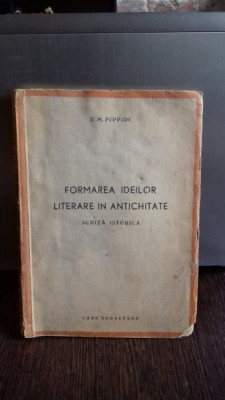 D. M. PIPPIDI
FORMAREA IDEILOR
LITERARE IN ANTICHITATE
SCHIȚĂ ISTORICĂ
CASA ȘCOALELOR